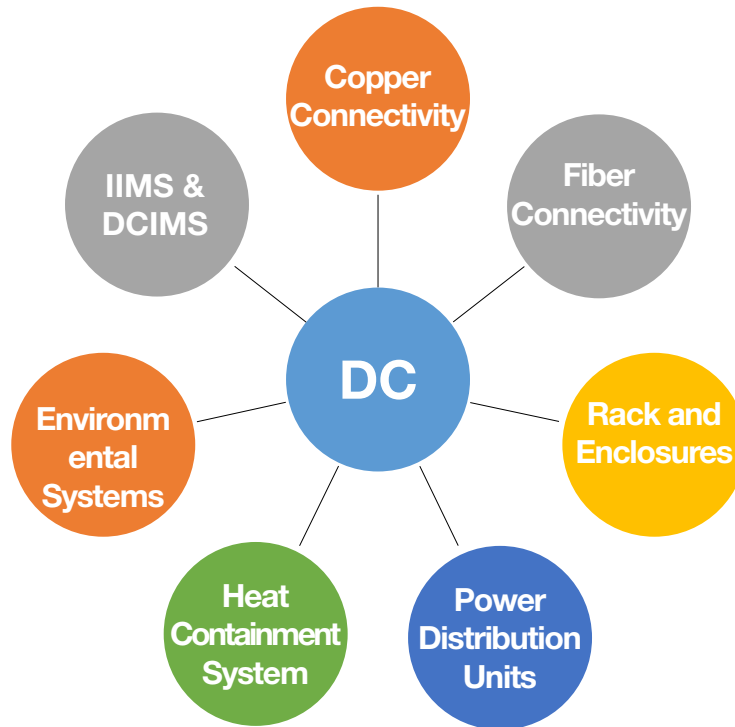 Copper
Connectivity
Fiber
Connectivity
IIMS &
DCIMS
DC
Rack and
Enclosures
Environm
ental
Systems
Heat
Containment
System
Power
Distribution
Units